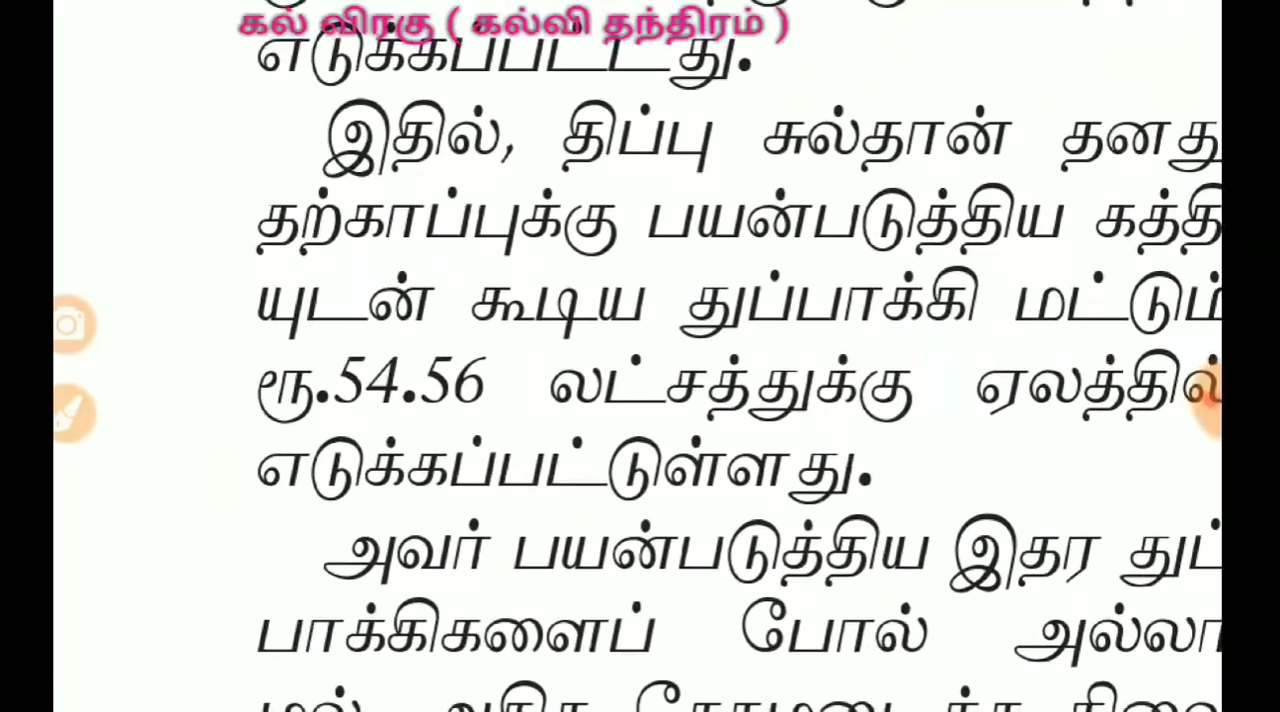 கல் விரகு ( கல்வி தந்திரம் )
எடுக்கப்பட்டது.
இதில், திப்பு சுல்தான் தனது
தற்காப்புக்கு பயன்படுத்திய கத்தி
யுடன் கூடிய துப்பாக்கி மட்டும்
ரூ.54.56 லட்சத்துக்கு ஏலத்தில்
எடுக்கப்பட்டுள்ளது.
அவர் பயன்படுத்திய இதர துப்
பாக்கிகளைப் போல் அல்லா